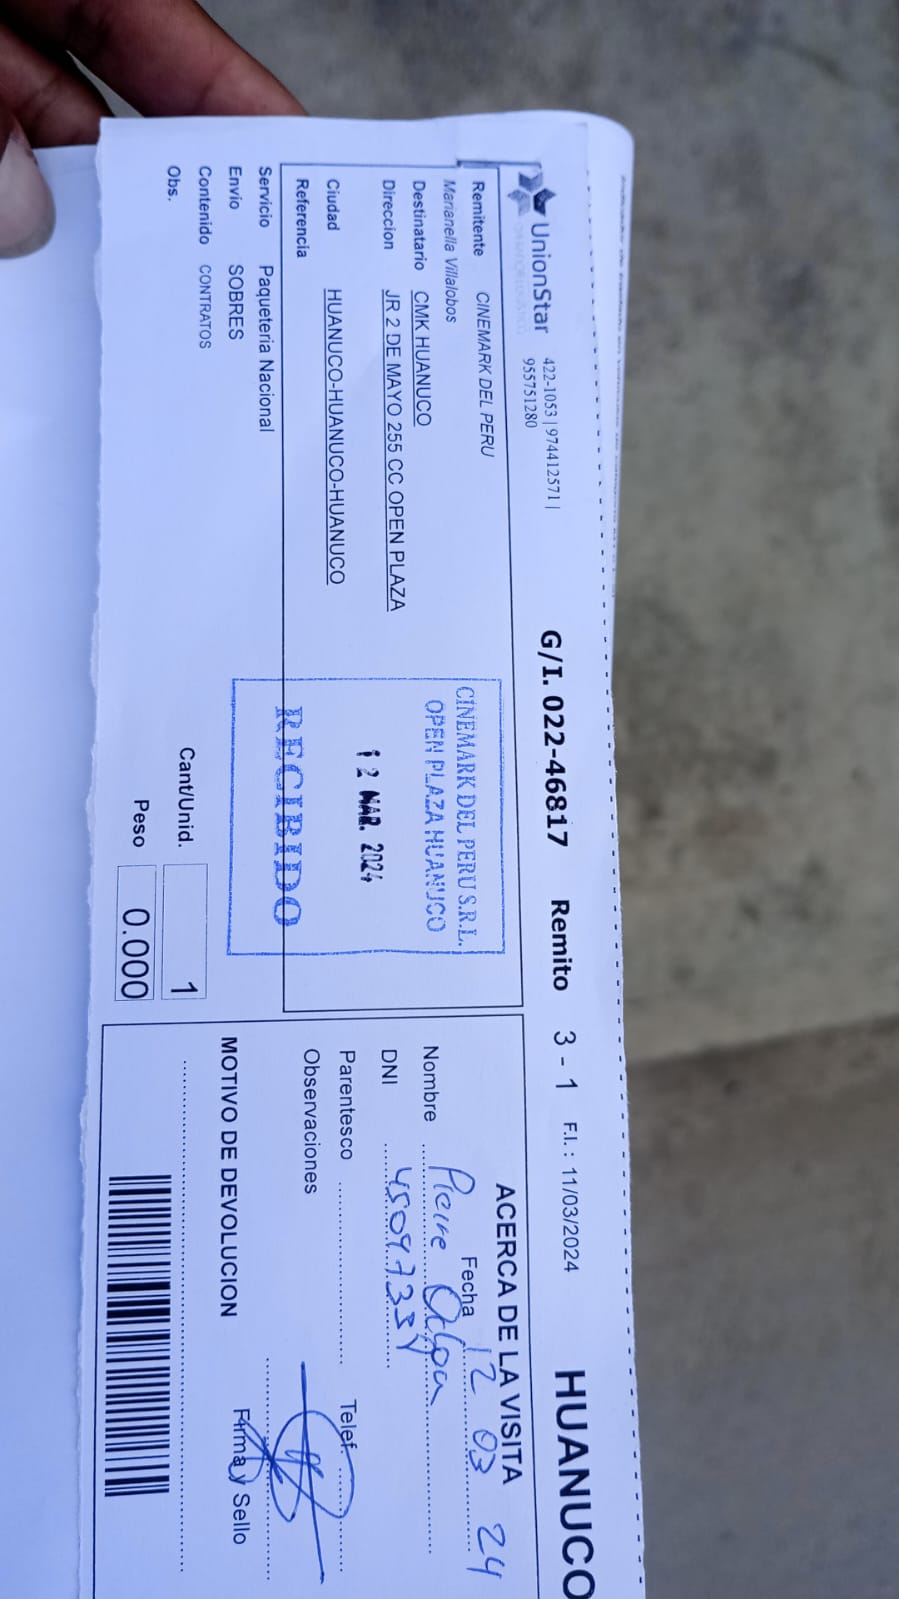 UnionStar
422-1053 | 974412571 |
955751280
G/I. 022-46817 Remito 3 - 1 F.I.: 11/03/2024 HUANUCO
Remitente CINEMARK DEL PERU
Marianella Villalobos
Destinatario CMK HUANUCO
Direccion JR 2 DE MAYO 255 CC OPEN PLAZA
Ciudad HUANUCO-HUANUCO-HUANUCO
Referencia
Servicio Paqueteria Nacional
Envio SOBRES
Contenido CONTRATOS
Obs.
CINEMARK DEL PERU S.R.L.
OPEN PLAZA HUANUCO
12 MAR. 2024
RECIBIDO
Cant/Unid. 1
Peso 0.000
ACERCA DE LA VISITA
Fecha 12 03 24
Nombre Pierre
DNI
Parentesco Telef.
Observaciones
MOTIVO DE DEVOLUCION
Firma y Sello